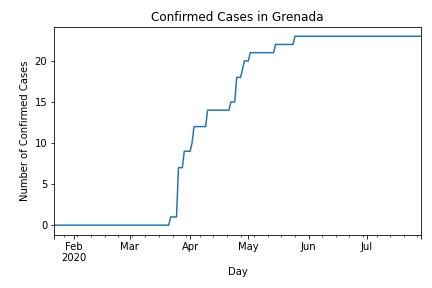 Confirmed Cases in Grenada
Number of Confirmed Cases
20
15
10
5
0
Feb Mar Apr May Jun Jul
2020
Day